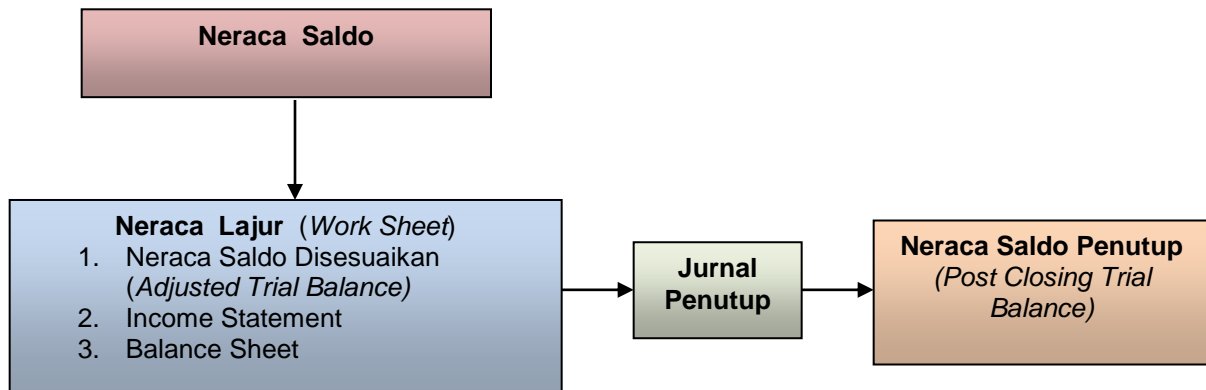 Neraca Saldo
Neraca Lajur (Work Sheet)
1. Neraca Saldo Disesuaikan
(Adjusted Trial Balance)
2. Income Statement
3. Balance Sheet
Jurnal
Penutup
Neraca Saldo Penutup
(Post Closing Trial
Balance)